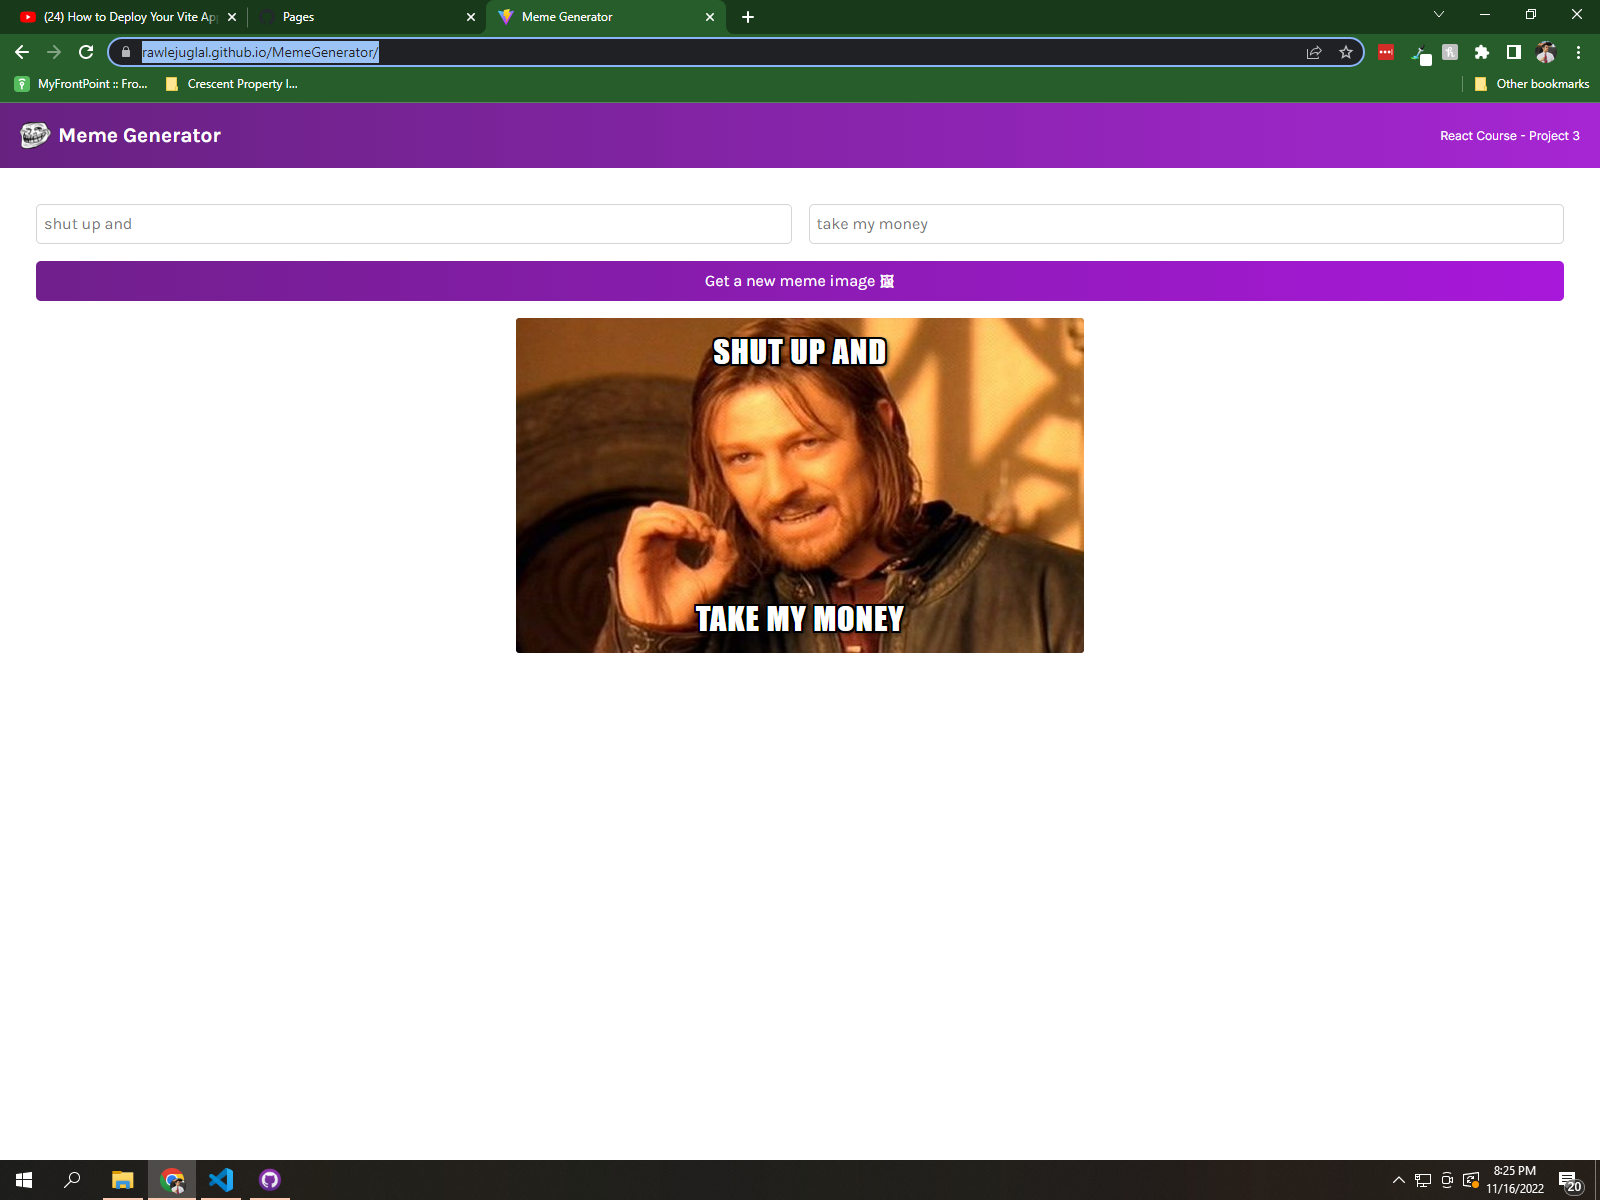 (24) How to Deploy Your Vite Ap
Pages
Meme Generator
rawlejuglal.github.io/MemeGenerator/
MyFrontPoint :: Fro...
Crescent Property I...
Other bookmarks
Meme Generator
React Course - Project 3
shut up and
take my money
Get a new meme image
SHUT UP AND
TAKE MY MONEY
8:25 PM
11/16/2022
20